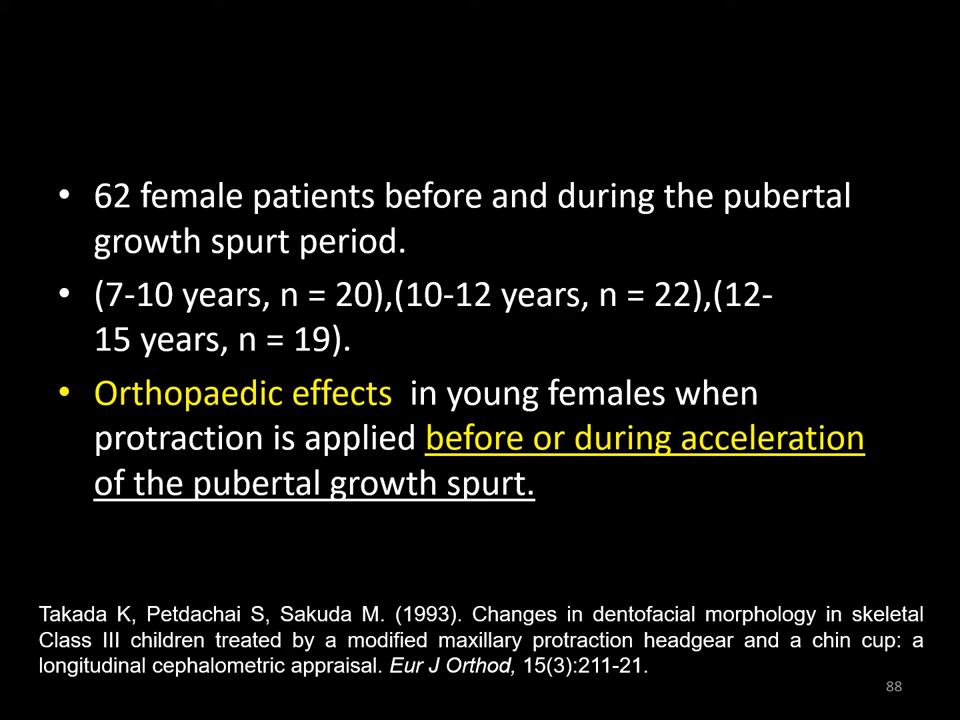 • 62 female patients before and during the pubertal
growth spurt period.
• (7-10 years, n = 20),(10-12 years, n = 22),(12-
15 years, n = 19).
• Orthopaedic effects in young females when
protraction is applied before or during acceleration
of the pubertal growth spurt.
Takada K, Petdachai S, Sakuda M. (1993). Changes in dentofacial morphology in skeletal
Class III children treated by a modified maxillary protraction headgear and a chin cup: a
longitudinal cephalometric appraisal. Eur J Orthod, 15(3):211-21.
88